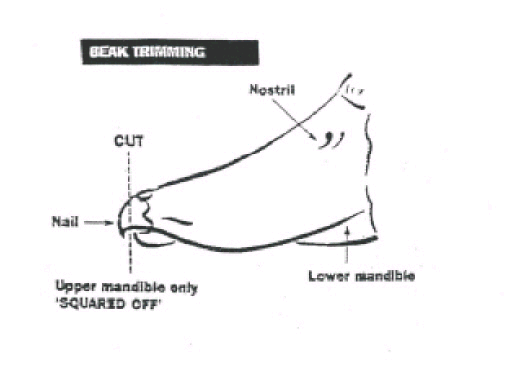 BEAK TRIMMING
Nostril
CUT
Nail
Lower mandible
Upper mandible only
'SQUARED OFF'